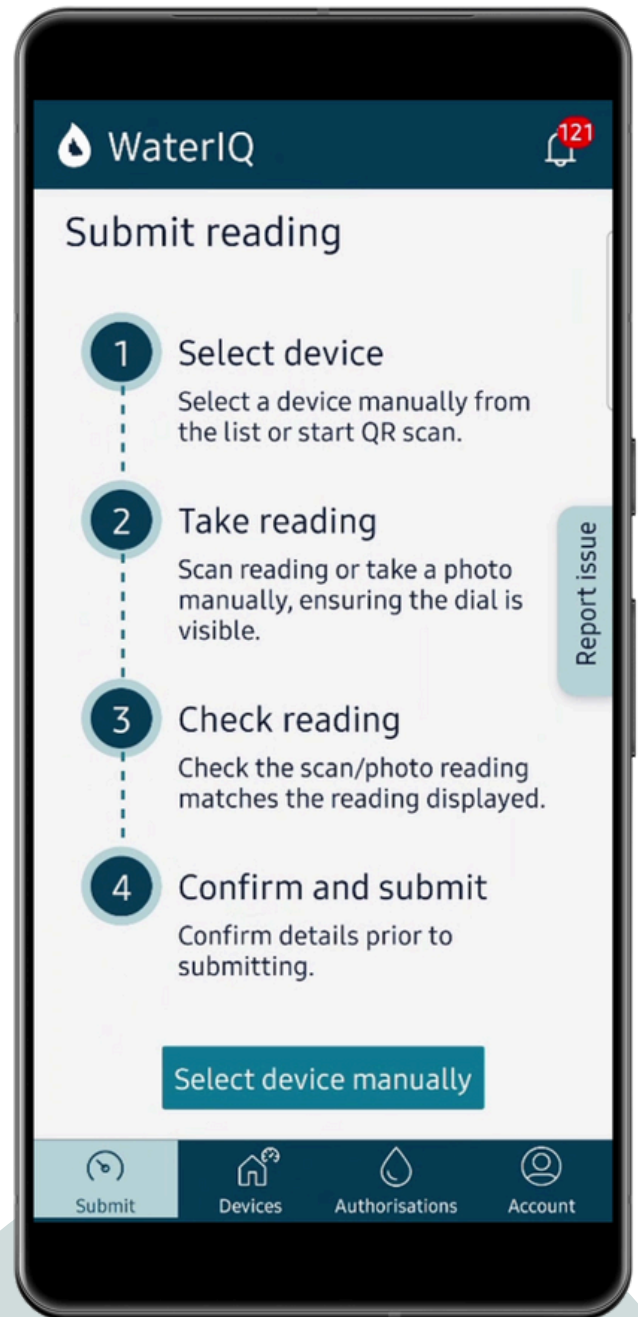 WaterIQ
121
Submit reading
1
Select device
Select a device manually from
the list or start QR scan.
2
Take reading
Scan reading or take a photo
manually, ensuring the dial is
visible.
Report issue
3
Check reading
Check the scan/photo reading
matches the reading displayed.
4
Confirm and submit
Confirm details prior to
submitting.
Select device manually
Submit
Devices
Authorisations
Account